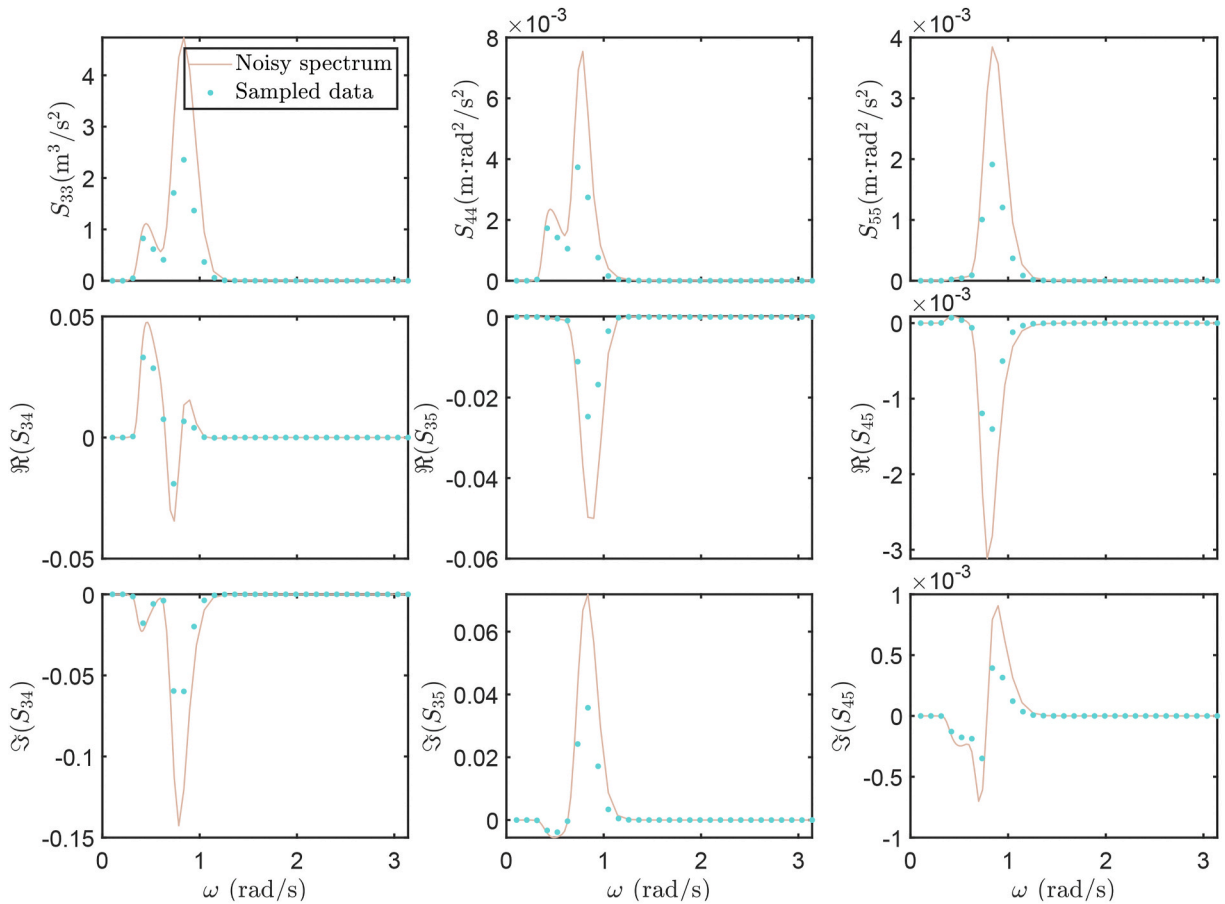 Noisy spectrum
Sampled data
S₃₃(m³/s²)
4
3
2
1
0
×10⁻³
S₄₄(m·rad²/s²)
8
6
4
2
0
×10⁻³
S₅₅(m·rad²/s²)
4
3
2
1
0
ℜ(S₃₄)
0.05
0
-0.05
ℜ(S₃₅)
0
-0.02
-0.04
-0.06
×10⁻³
ℜ(S₄₅)
0
-1
-2
-3
ℑ(S₃₄)
0
-0.05
-0.1
-0.15
0 1 2 3
ω (rad/s)
ℑ(S₃₅)
0.06
0.04
0.02
0
0 1 2 3
ω (rad/s)
×10⁻³
ℑ(S₄₅)
1
0.5
0
-0.5
-1
0 1 2 3
ω (rad/s)